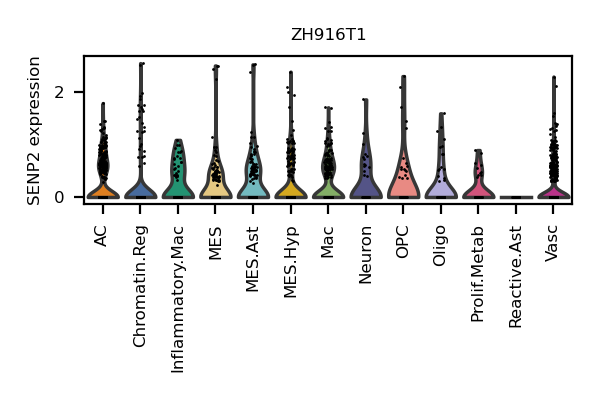 ZH916T1
SENP2 expression
2
0
AC
Chromatin.Reg
Inflammatory.Mac
MES
MES.Ast
MES.Hyp
Mac
Neuron
OPC
Oligo
Prolif.Metab
Reactive.Ast
Vasc